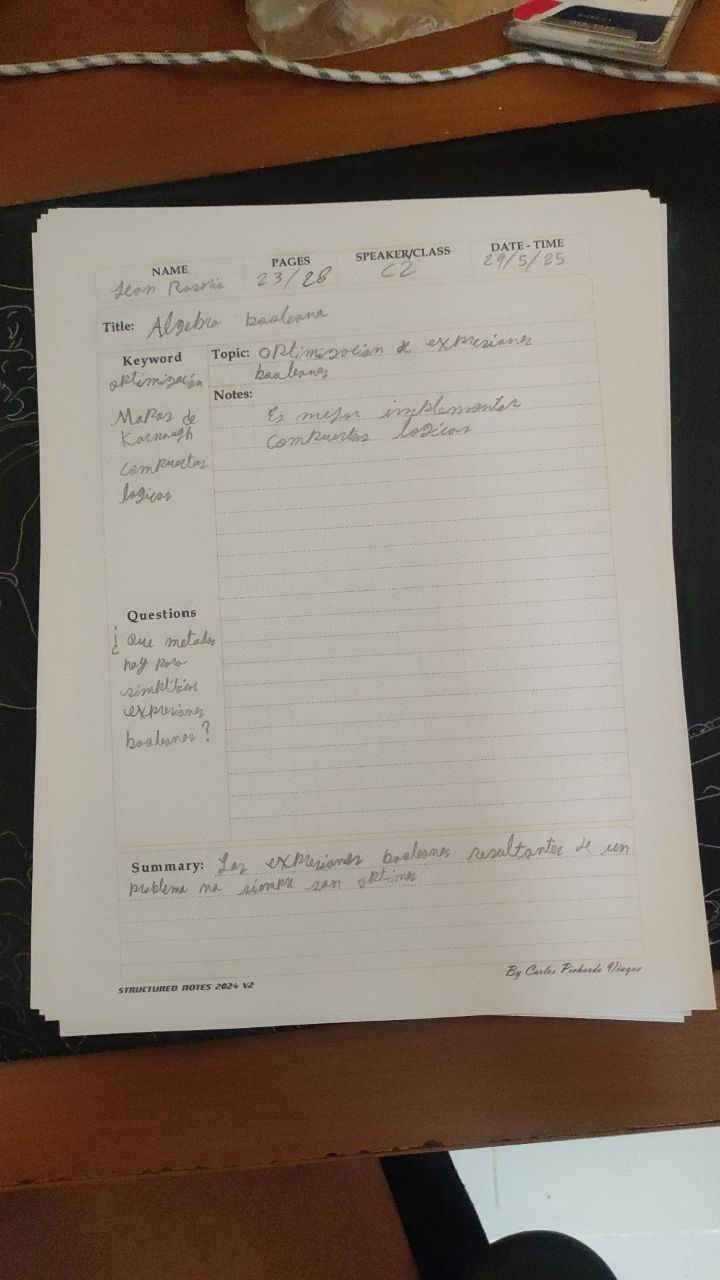 NAME PAGES SPEAKER/CLASS DATE - TIME
Jean Rosario 23/28 C2 29/5/25
Title: Algebra booleana
Keyword
optimización
Mapas de
Karnaugh
compuertas
logicas
Topic: optimización de expresiones
booleanas
Notes:
Es mejor implementar
compuertas logicas
Questions
¿Que metodos
hay para
simplificar
expresiones
booleanas?
Summary: Las expresiones booleanas resultantes de un
problema no siempre son optimas
STRUCTURED NOTES 2024 V2
By Carlos Pichardo Viuque